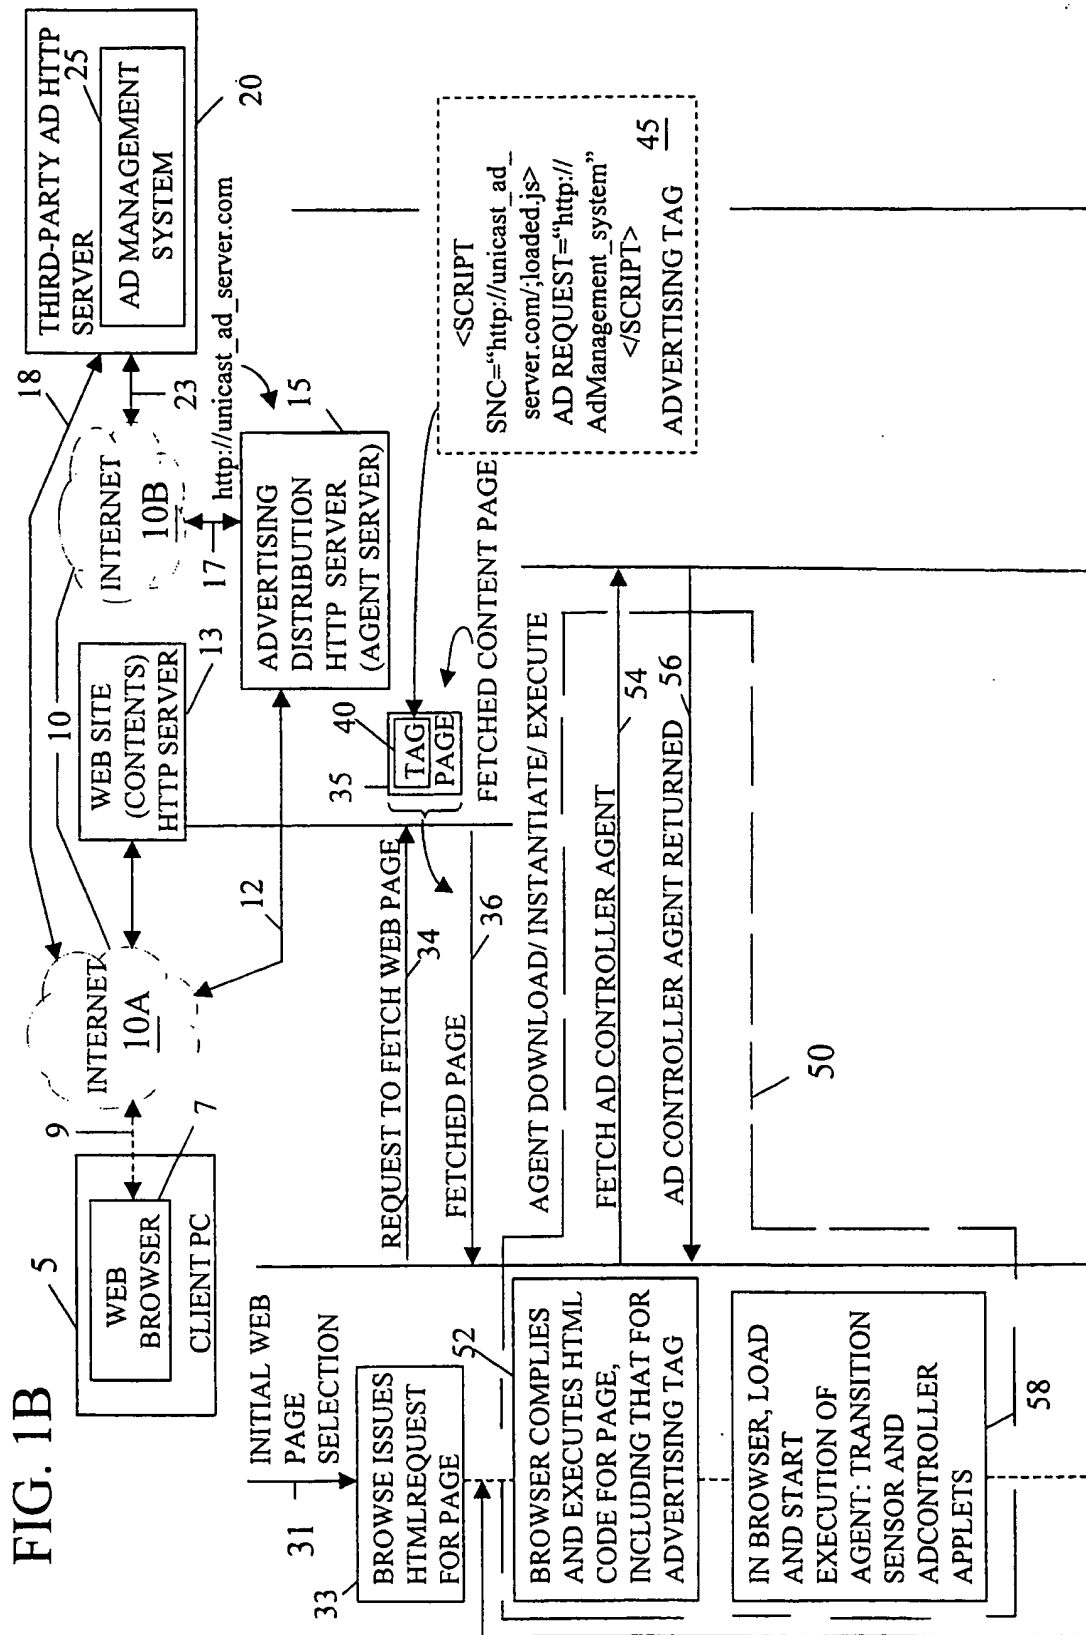 FIG. 1B
5
WEB
BROWSER
CLIENT PC
7
9
INTERNET
10A
10
WEB SITE
(CONTENTS)
HTTP SERVER
13
INTERNET
10B
18
THIRD-PARTY AD HTTP
SERVER
25
AD MANAGEMENT
SYSTEM
20
23
17
http://unicast_ad_server.com
15
ADVERTISING
DISTRIBUTION
HTTP SERVER
(AGENT SERVER)
12
INITIAL WEB
PAGE
SELECTION
31
33
BROWSE ISSUES
HTMLREQUEST
FOR PAGE
REQUEST TO FETCH WEB PAGE
34
FETCHED PAGE
36
35
40
TAG
PAGE
FETCHED CONTENT PAGE
<SCRIPT
SNC="http://unicast_ad_
server.com/;loaded.js>
AD REQUEST="http://
AdManagement_system"
</SCRIPT>
45
ADVERTISING TAG
52
BROWSER COMPLIES
AND EXECUTES HTML
CODE FOR PAGE,
INCLUDING THAT FOR
ADVERTISING TAG
AGENT DOWNLOAD/ INSTANTIATE/ EXECUTE
FETCH AD CONTROLLER AGENT
54
AD CONTROLLER AGENT RETURNED
56
50
IN BROWSER, LOAD
AND START
EXECUTION OF
AGENT: TRANSITION
SENSOR AND
ADCONTROLLER
APPLETS
58